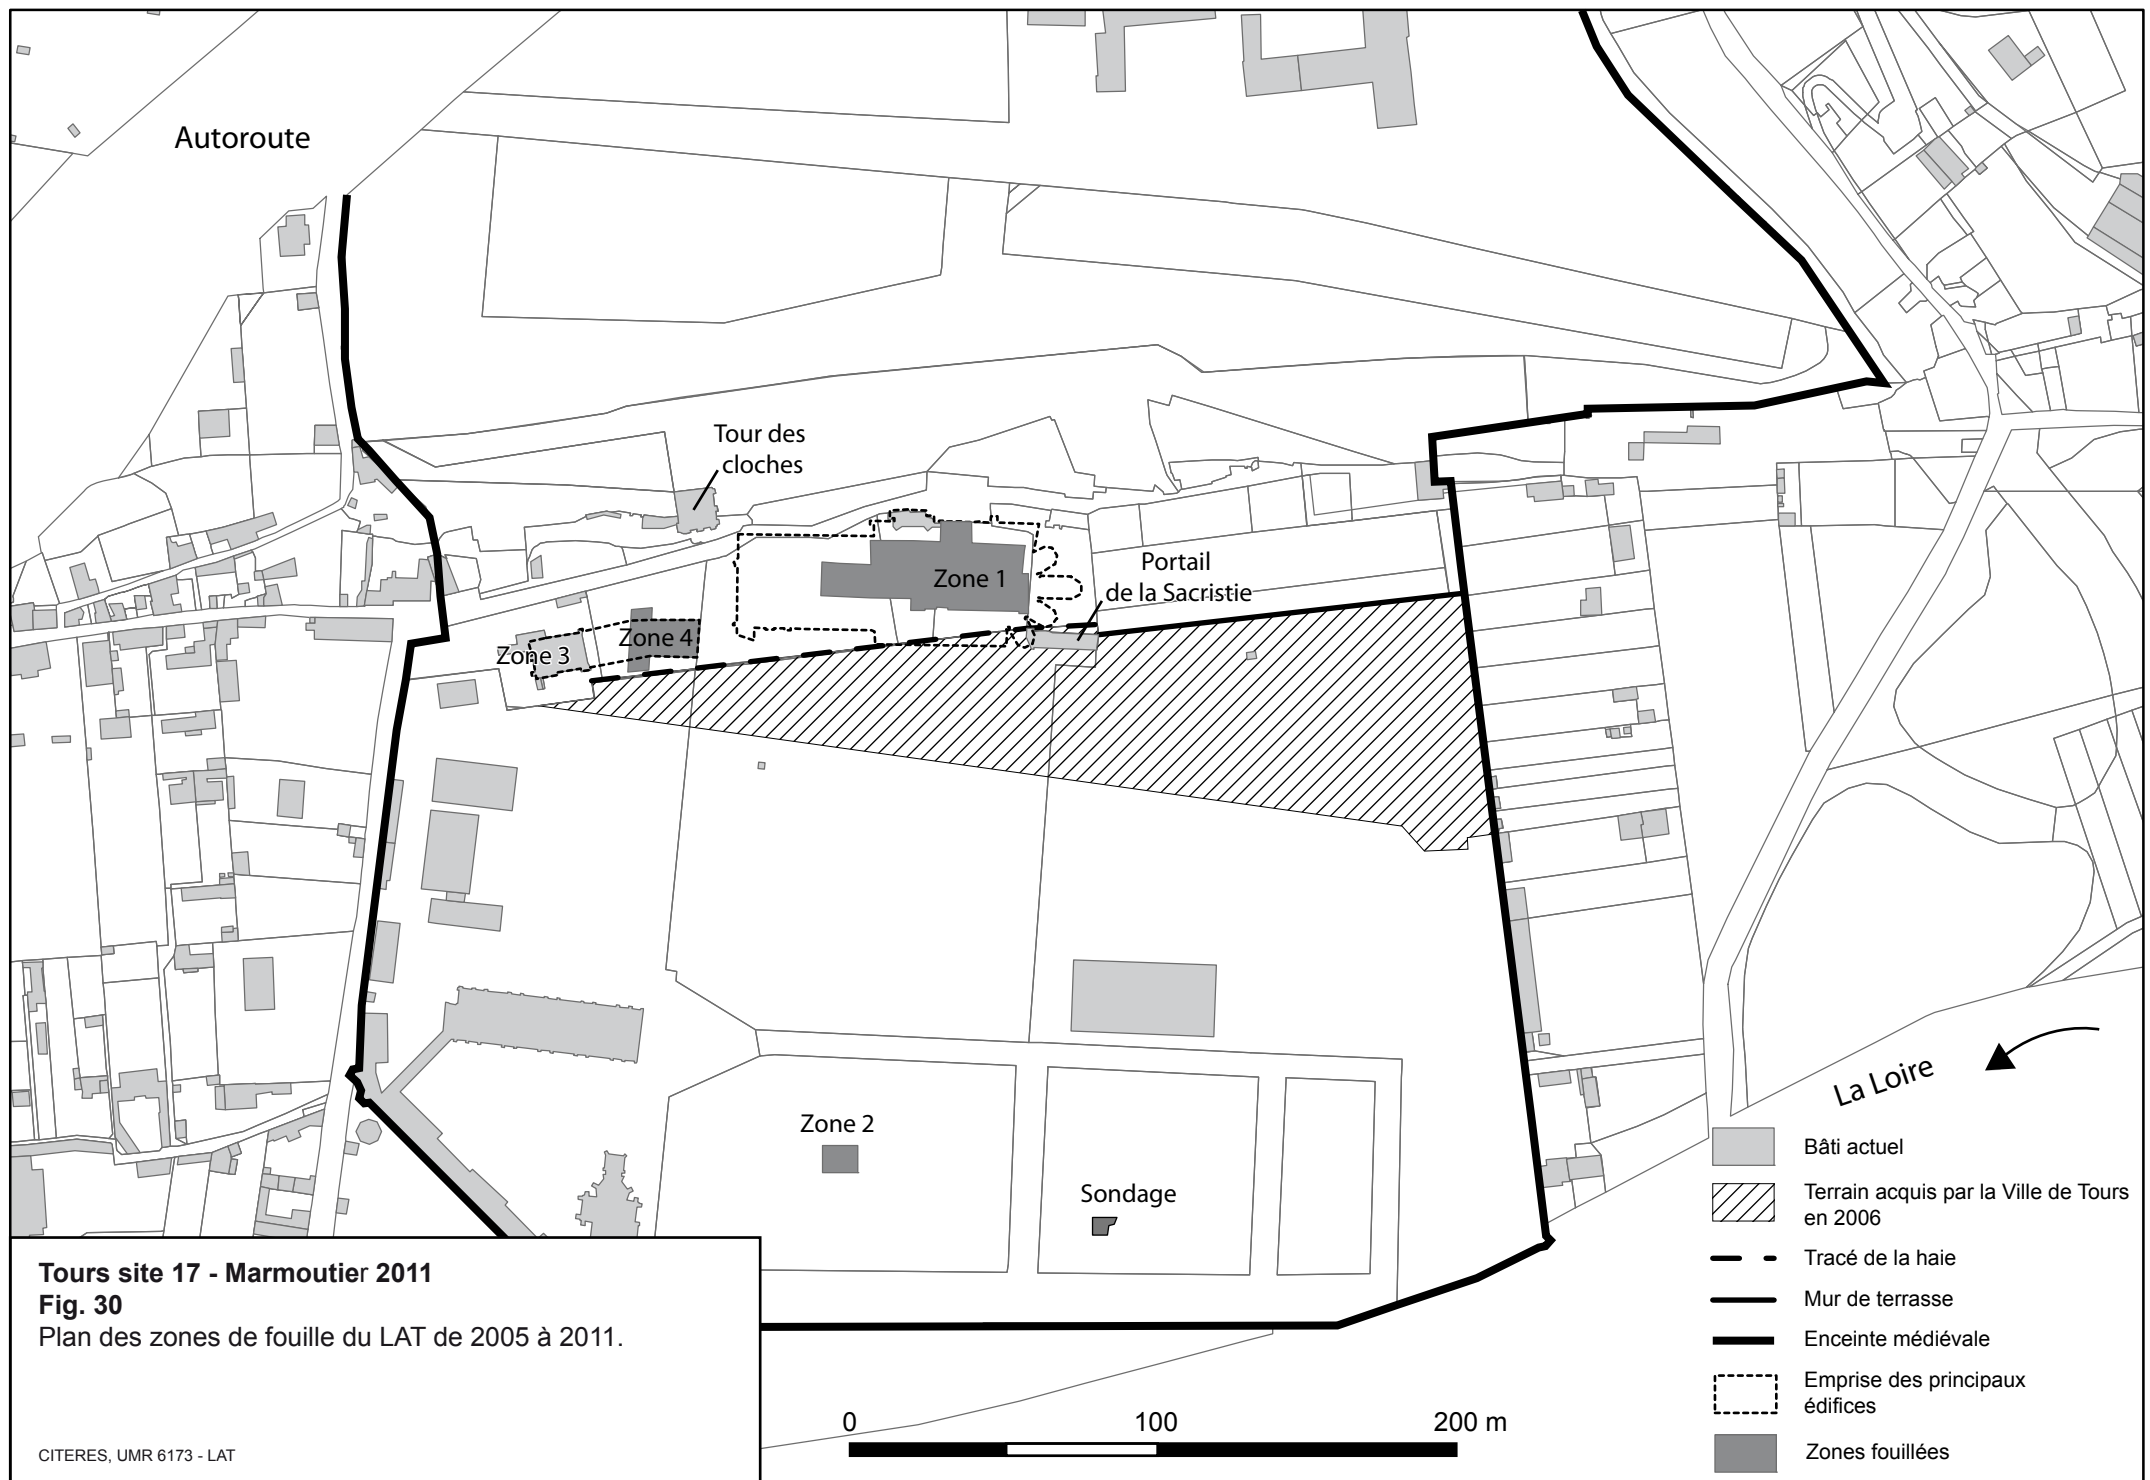 Autoroute
Tour des
cloches
Zone 1
Portail
de la Sacristie
Zone 4
Zone 3
Zone 2
Sondage
La Loire
Bâti actuel
Terrain acquis par la Ville de Tours
en 2006
Tracé de la haie
Mur de terrasse
Enceinte médiévale
Emprise des principaux
édifices
Zones fouillées
Tours site 17 - Marmoutier 2011
Fig. 30
Plan des zones de fouille du LAT de 2005 à 2011.
CITERES, UMR 6173 - LAT
0 100 200 m